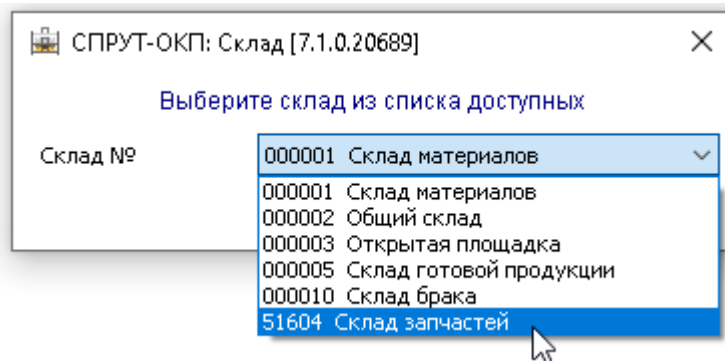 СПРУТ-ОКП: Склад [7.1.0.20689]
Выберите склад из списка доступных
Склад № 000001 Склад материалов
000001 Склад материалов
000002 Общий склад
000003 Открытая площадка
000005 Склад готовой продукции
000010 Склад брака
51604 Склад запчастей